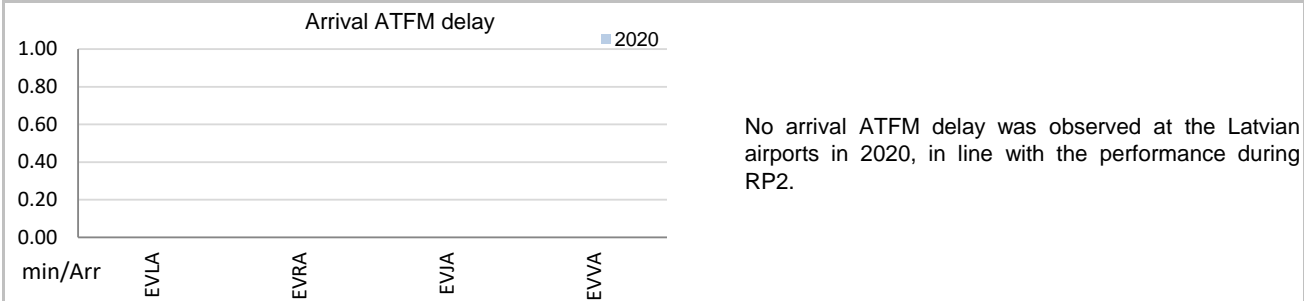 Arrival ATFM delay
2020
1.00
0.80
0.60
0.40
0.20
0.00
min/Arr
EVLA
EVRA
EVJA
EVVA
No arrival ATFM delay was observed at the Latvian
airports in 2020, in line with the performance during
RP2.